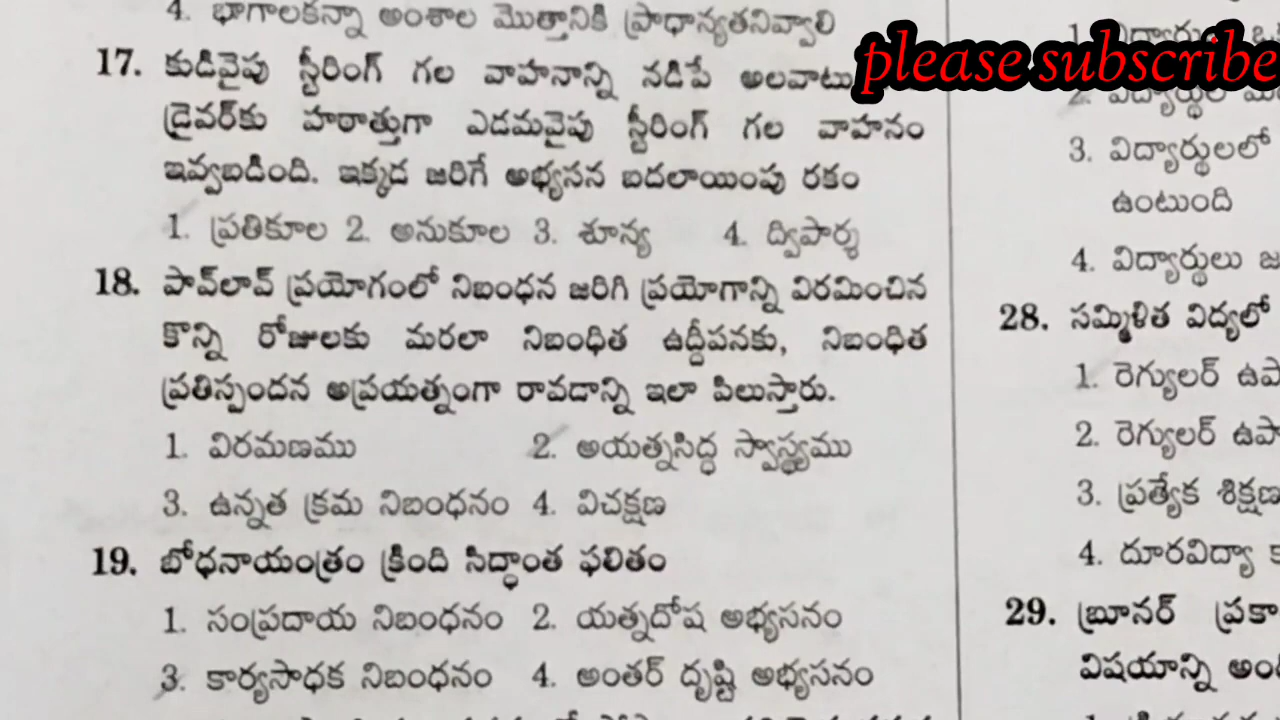 4. భాగాలకన్నా అంశాల మొత్తానికి ప్రాధాన్యతనివ్వాలి
17. కుడివైపు స్టీరింగ్ గల వాహనాన్ని నడిపే అలవాటు
డ్రైవర్‌కు హఠాత్తుగా ఎడమవైపు స్టీరింగ్ గల వాహనం
ఇవ్వబడింది. ఇక్కడ జరిగే అభ్యసన బదలాయింపు రకం
1. ప్రతికూల 2. అనుకూల 3. శూన్య 4. ద్విపార్శ్వ
18. పావ్‌లావ్ ప్రయోగంలో నిబంధన జరిగి ప్రయోగాన్ని విరమించిన
కొన్ని రోజులకు మరలా నిబంధిత ఉద్దీపనకు, నిబంధిత
ప్రతిస్పందన అప్రయత్నంగా రావడాన్ని ఇలా పిలుస్తారు.
1. విరమణము 2. అయత్నసిద్ధ స్వాస్థ్యము
3. ఉన్నత క్రమ నిబంధనం 4. విచక్షణ
19. బోధనాయంత్రం క్రింది సిద్ధాంత ఫలితం
1. సంప్రదాయ నిబంధనం 2. యత్నదోష అభ్యసనం
3. కార్యసాధక నిబంధనం 4. అంతర్ దృష్టి అభ్యసనం
please subscribe
3. విద్యార్థులలో
ఉంటుంది
4. విద్యార్థులు
28. సమ్మిళిత విద్యలో
1. రెగ్యులర్
2. రెగ్యులర్
3. ప్రత్యేక
4. దూరవిద్యా
29. బ్రూనర్
విషయాన్ని